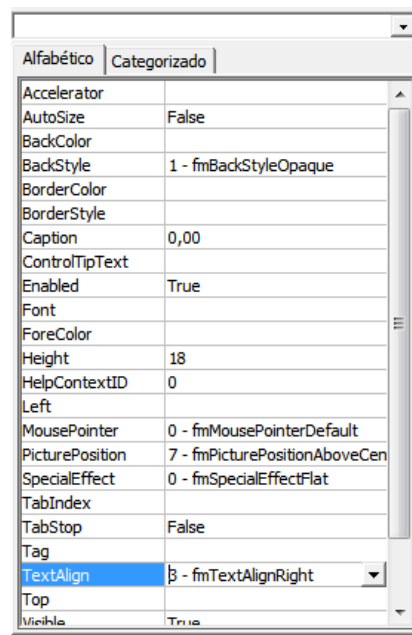 Alfabético Categorizado
Accelerator
AutoSize False
BackColor
BackStyle 1 - fmBackStyleOpaque
BorderColor
BorderStyle
Caption 0,00
ControlTipText
Enabled True
Font
ForeColor
Height 18
HelpContextID 0
Left
MousePointer 0 - fmMousePointerDefault
PicturePosition 7 - fmPicturePositionAboveCen
SpecialEffect 0 - fmSpecialEffectFlat
TabIndex
TabStop False
Tag
TextAlign 3 - fmTextAlignRight
Top
Visible True